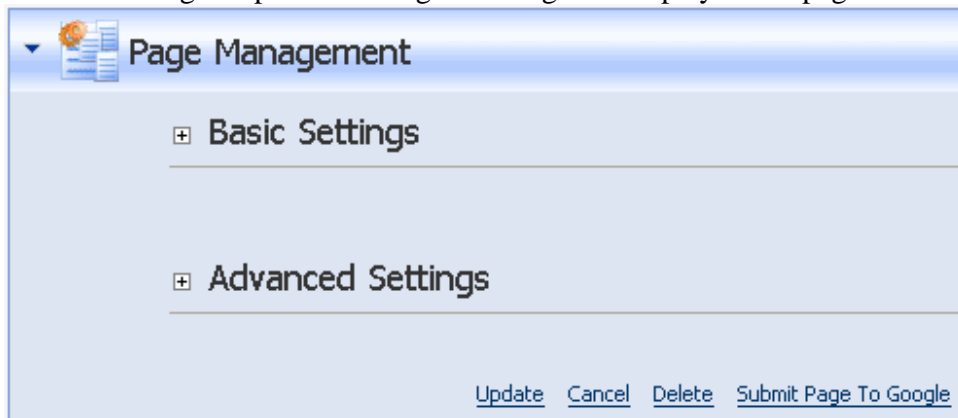 Page Management
Basic Settings
Advanced Settings
Update Cancel Delete Submit Page To Google